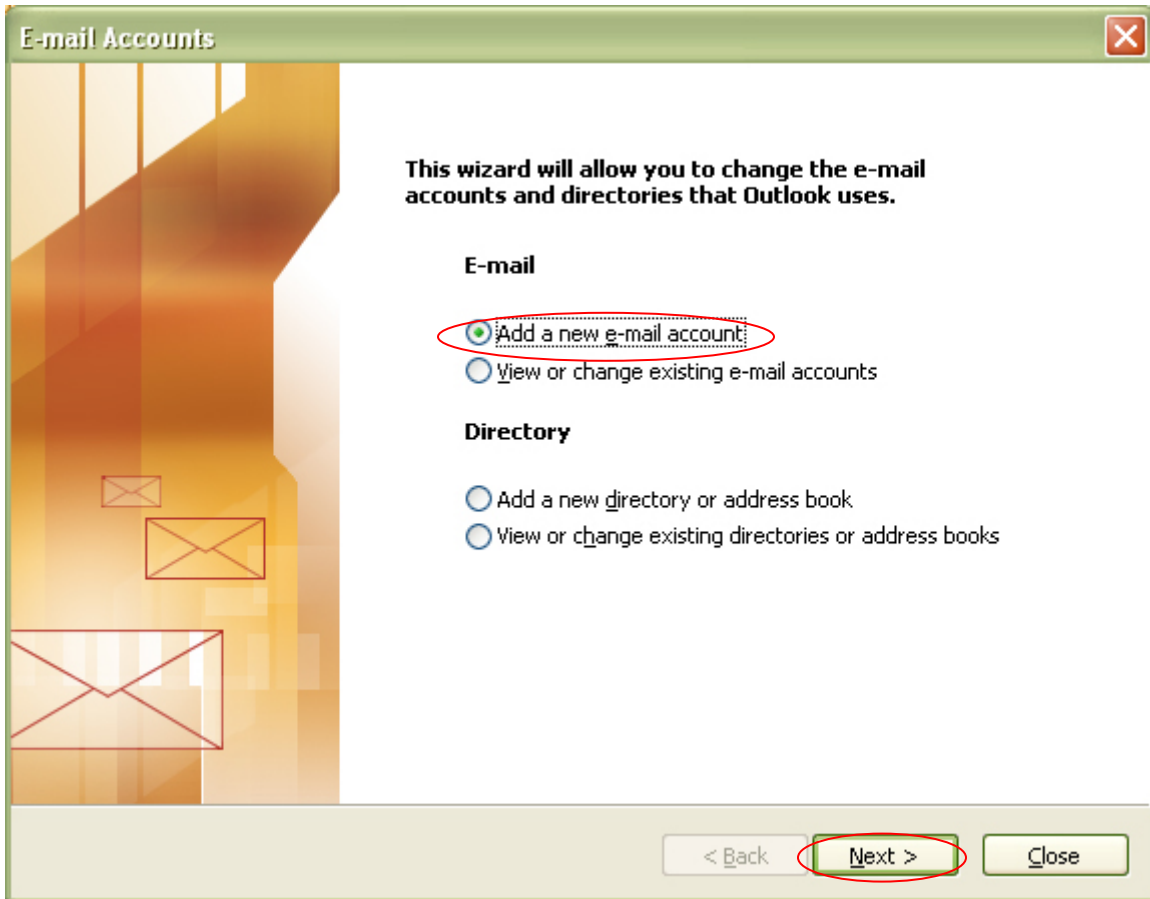 E-mail Accounts
This wizard will allow you to change the e-mail
accounts and directories that Outlook uses.
E-mail
Add a new e-mail account
View or change existing e-mail accounts
Directory
Add a new directory or address book
View or change existing directories or address books
< Back
Next >
Close